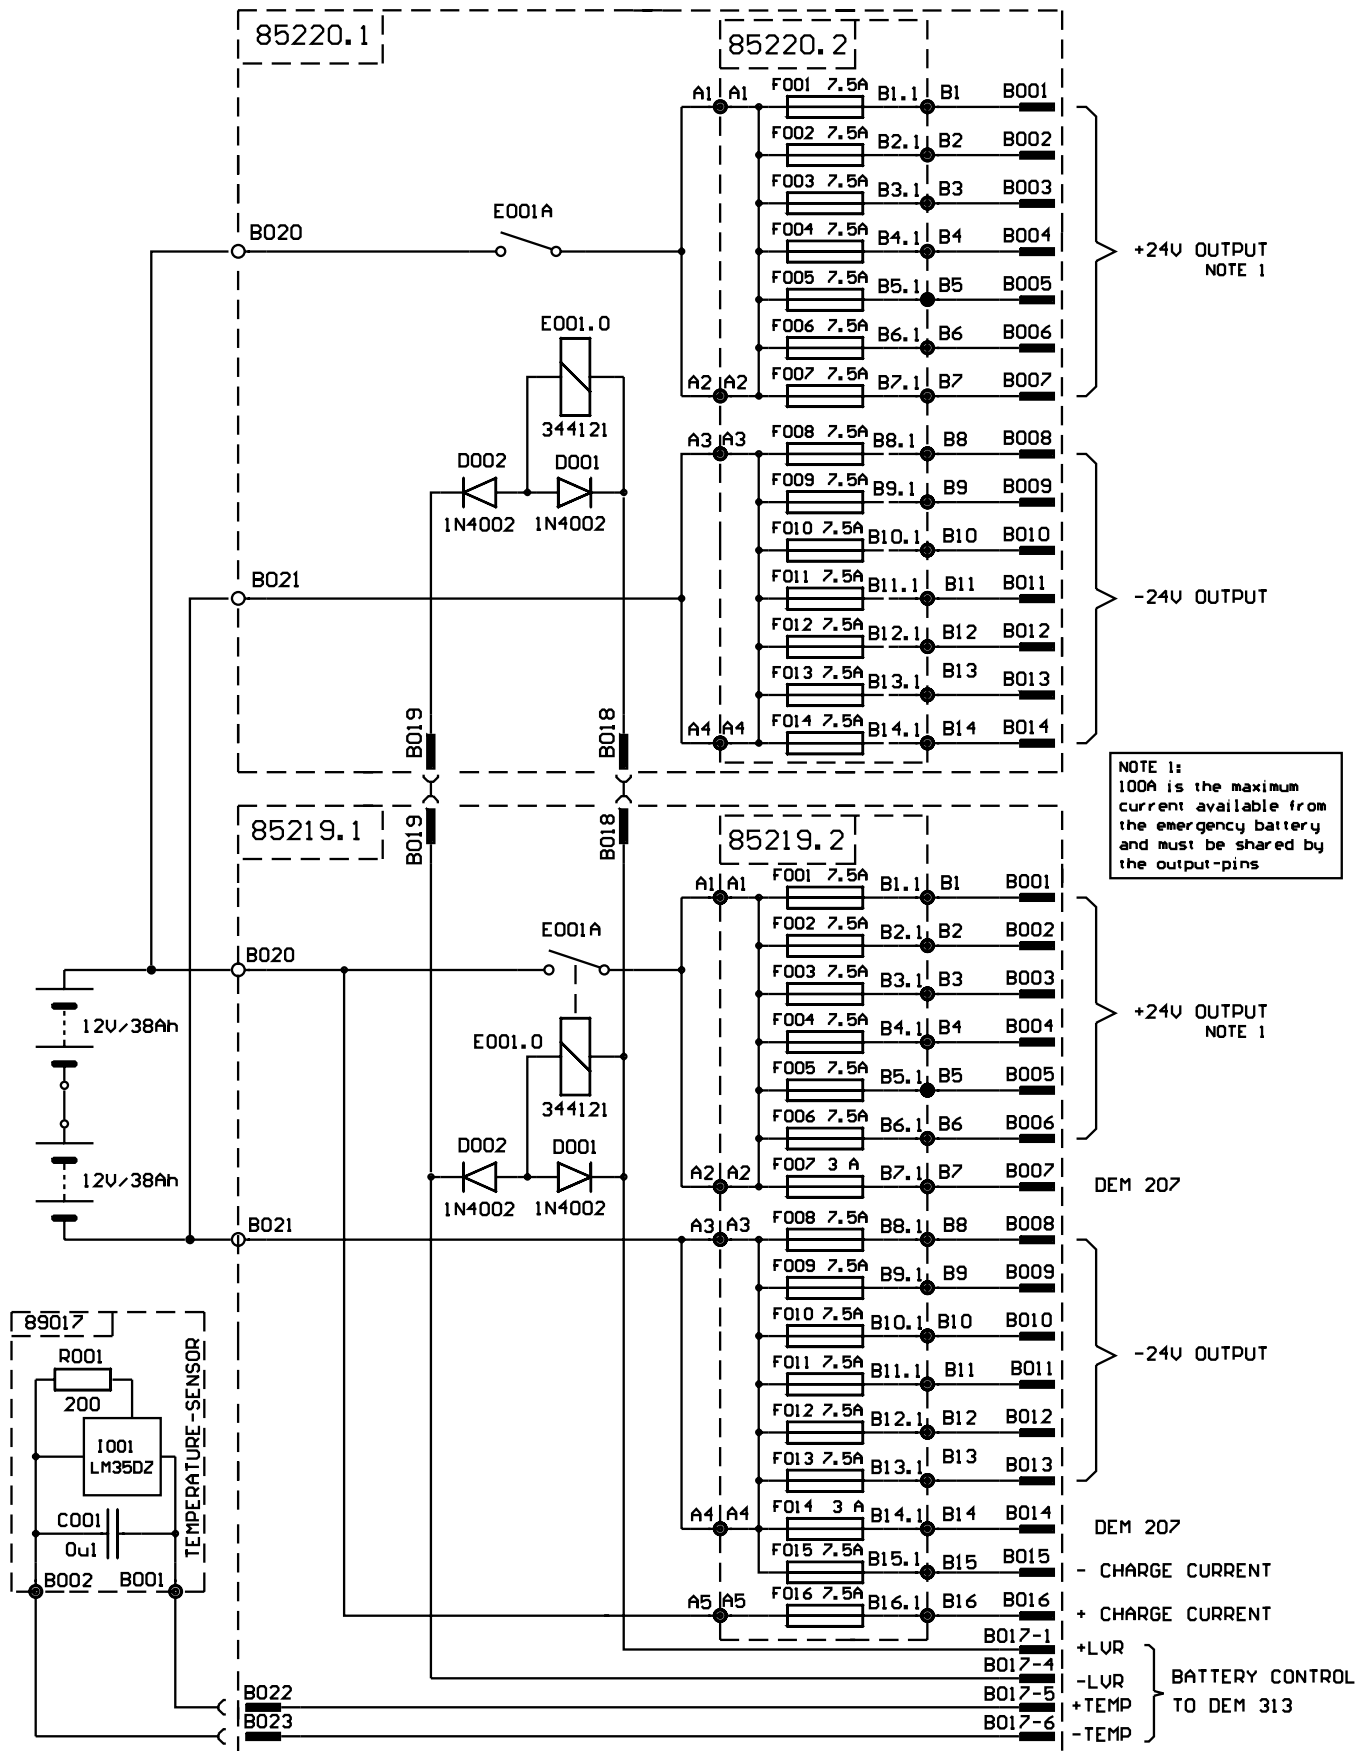 85220.1
85220.2
A1 A1 F001 7.5A B1.1 B1 B001
F002 7.5A B2.1 B2 B002
F003 7.5A B3.1 B3 B003
E001A
B020
F004 7.5A B4.1 B4 B004
+24V OUTPUT
NOTE 1
F005 7.5A B5.1 B5 B005
E001.0
F006 7.5A B6.1 B6 B006
A2 A2 F007 7.5A B7.1 B7 B007
344121
A3 A3 F008 7.5A B8.1 B8 B008
D002 D001
F009 7.5A B9.1 B9 B009
1N4002 1N4002
F010 7.5A B10.1 B10 B010
B021
F011 7.5A B11.1 B11 B011
-24V OUTPUT
F012 7.5A B12.1 B12 B012
F013 7.5A B13.1 B13 B013
A4 A4 F014 7.5A B14.1 B14 B014
B019 B018
NOTE 1:
100A is the maximum
current available from
the emergency battery
and must be shared by
the output-pins
85219.1
B019 B018
85219.2
A1 A1 F001 7.5A B1.1 B1 B001
E001A
F002 7.5A B2.1 B2 B002
B020
F003 7.5A B3.1 B3 B003
12V/38Ah
+24V OUTPUT
NOTE 1
F004 7.5A B4.1 B4 B004
E001.0
F005 7.5A B5.1 B5 B005
344121
F006 7.5A B6.1 B6 B006
D002 D001
12V/38Ah
A2 A2 F007 3 A B7.1 B7 B007 DEM 207
1N4002 1N4002
B021
A3 A3 F008 7.5A B8.1 B8 B008
F009 7.5A B9.1 B9 B009
F010 7.5A B10.1 B10 B010
-24V OUTPUT
F011 7.5A B11.1 B11 B011
F012 7.5A B12.1 B12 B012
F013 7.5A B13.1 B13 B013
A4 A4 F014 3 A B14.1 B14 B014 DEM 207
F015 7.5A B15.1 B15 B015 - CHARGE CURRENT
A5 A5 F016 7.5A B16.1 B16 B016 + CHARGE CURRENT
89017
TEMPERATURE-SENSOR
R001
200
I001
LM35DZ
C001
0u1
B002 B001
B017-1 +LVR
B017-4 -LVR
B022 B017-5 +TEMP
B023 B017-6 -TEMP
BATTERY CONTROL
TO DEM 313